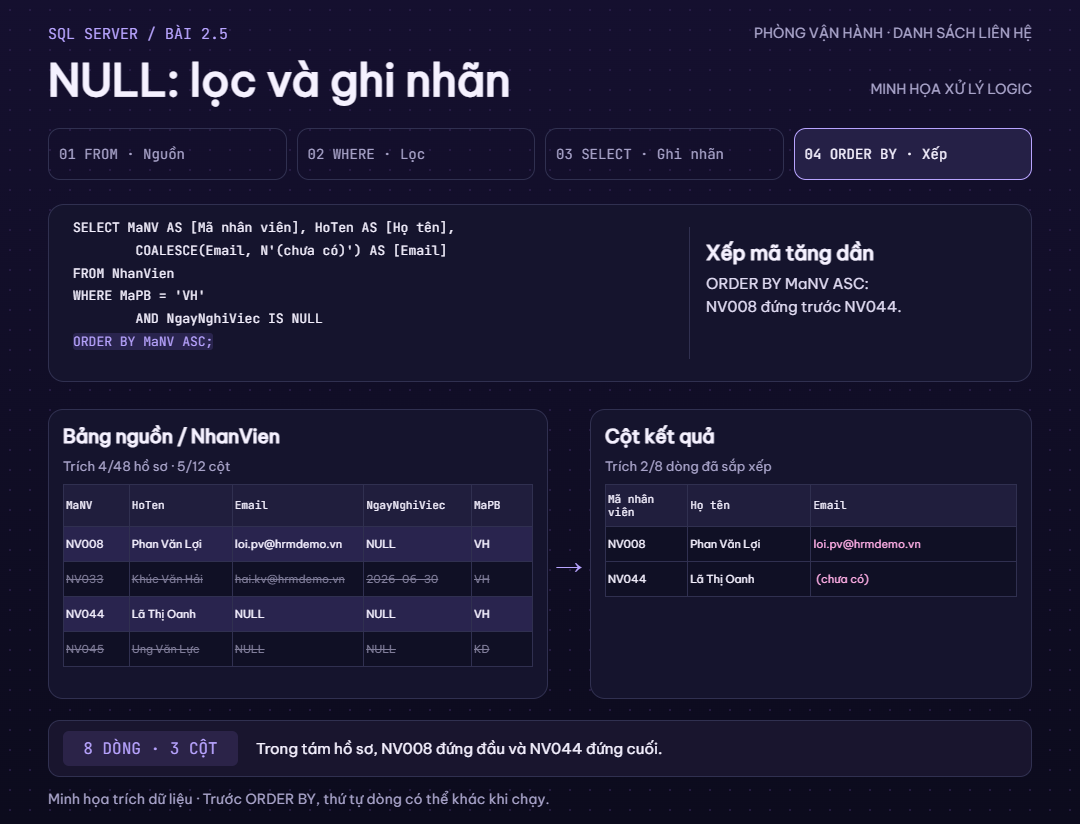 SQL SERVER / BÀI 2.5
PHÒNG VẬN HÀNH · DANH SÁCH LIÊN HỆ
NULL: lọc và ghi nhãn
MINH HỌA XỬ LÝ LOGIC
01 FROM · Nguồn
02 WHERE · Lọc
03 SELECT · Ghi nhãn
04 ORDER BY · Xếp
SELECT MaNV AS [Mã nhân viên], HoTen AS [Họ tên],
COALESCE(Email, N'(chưa có)') AS [Email]
FROM NhanVien
WHERE MaPB = 'VH'
AND NgayNghiViec IS NULL
ORDER BY MaNV ASC;
Xếp mã tăng dần
ORDER BY MaNV ASC:
NV008 đứng trước NV044.
Bảng nguồn / NhanVien
Trích 4/48 hồ sơ · 5/12 cột
MaNV HoTen Email NgayNghiViec MaPB
NV008 Phan Văn Lợi loi.pv@hrmdemo.vn NULL VH
NV033 Khúc Văn Hải hai.kv@hrmdemo.vn 2026-06-30 VH
NV044 Lã Thị Oanh NULL NULL VH
NV045 Ung Văn Lực NULL NULL KD
→
Cột kết quả
Trích 2/8 dòng đã sắp xếp
Mã nhân viên Họ tên Email
NV008 Phan Văn Lợi loi.pv@hrmdemo.vn
NV044 Lã Thị Oanh (chưa có)
8 DÒNG · 3 CỘT
Trong tám hồ sơ, NV008 đứng đầu và NV044 đứng cuối.
Minh họa trích dữ liệu · Trước ORDER BY, thứ tự dòng có thể khác khi chạy.